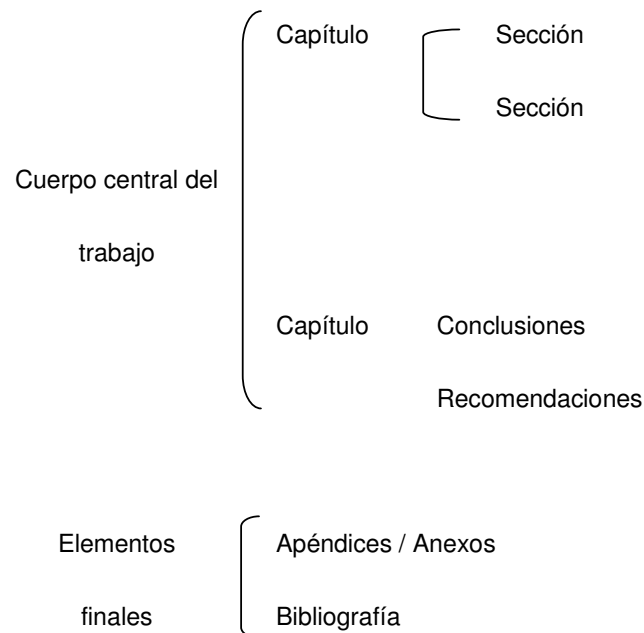 Capítulo Sección
Sección
Cuerpo central del
trabajo
Capítulo Conclusiones
Recomendaciones
Elementos Apéndices / Anexos
finales Bibliografía